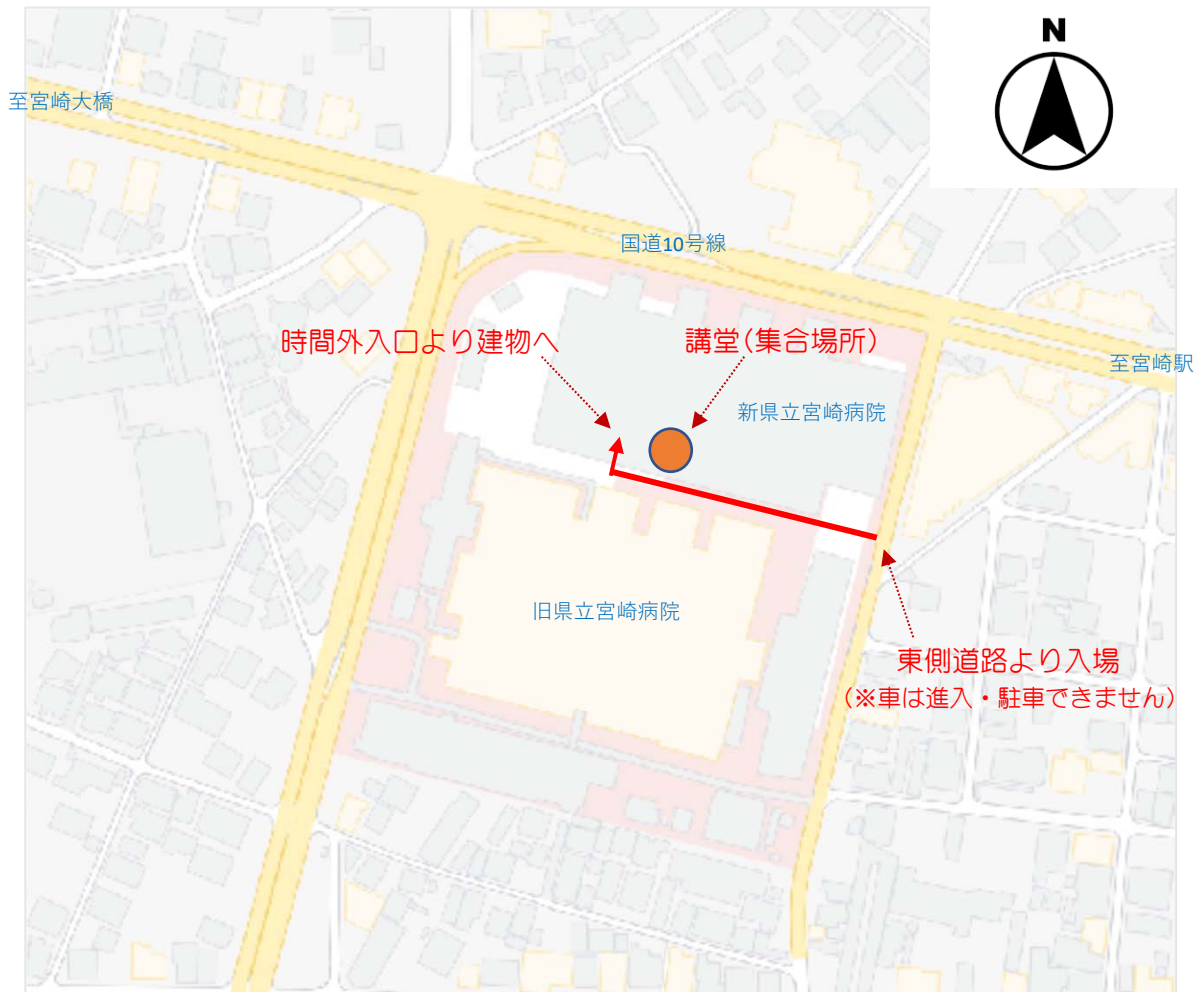 N
至宮崎大橋
国道10号線
時間外入口より建物へ
講堂(集合場所)
至宮崎駅
新県立宮崎病院
旧県立宮崎病院
東側道路より入場
(※車は進入・駐車できません)